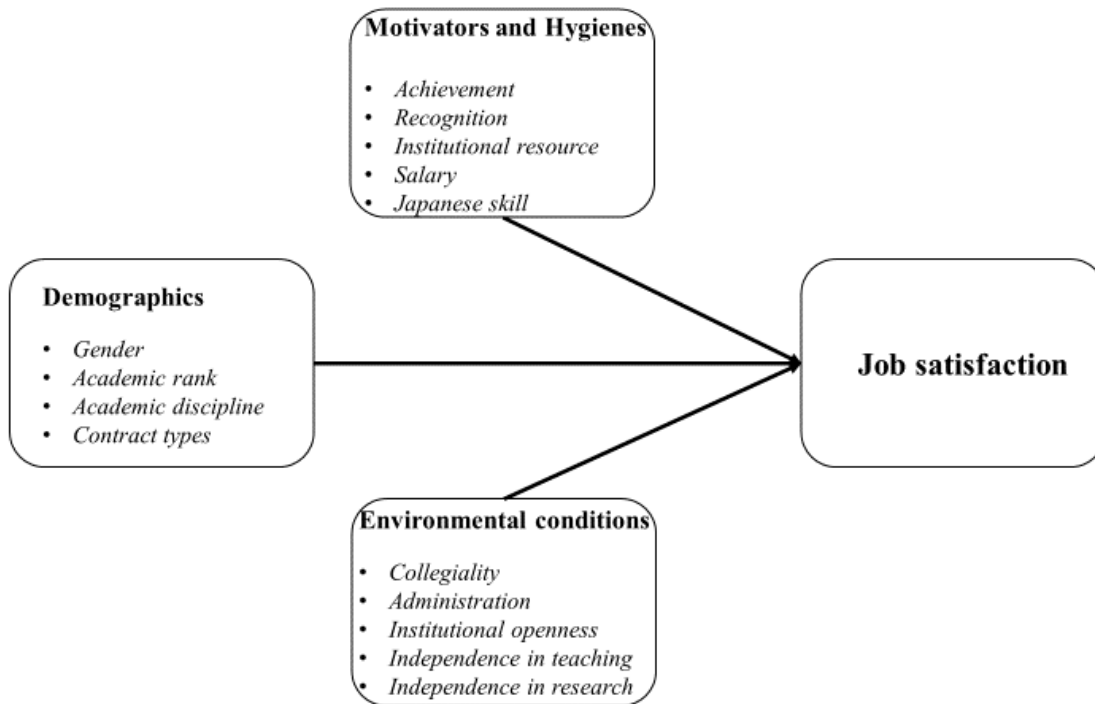 Motivators and Hygienes
• Achievement
• Recognition
• Institutional resource
• Salary
• Japanese skill
Demographics
• Gender
• Academic rank
• Academic discipline
• Contract types
Job satisfaction
Environmental conditions
• Collegiality
• Administration
• Institutional openness
• Independence in teaching
• Independence in research